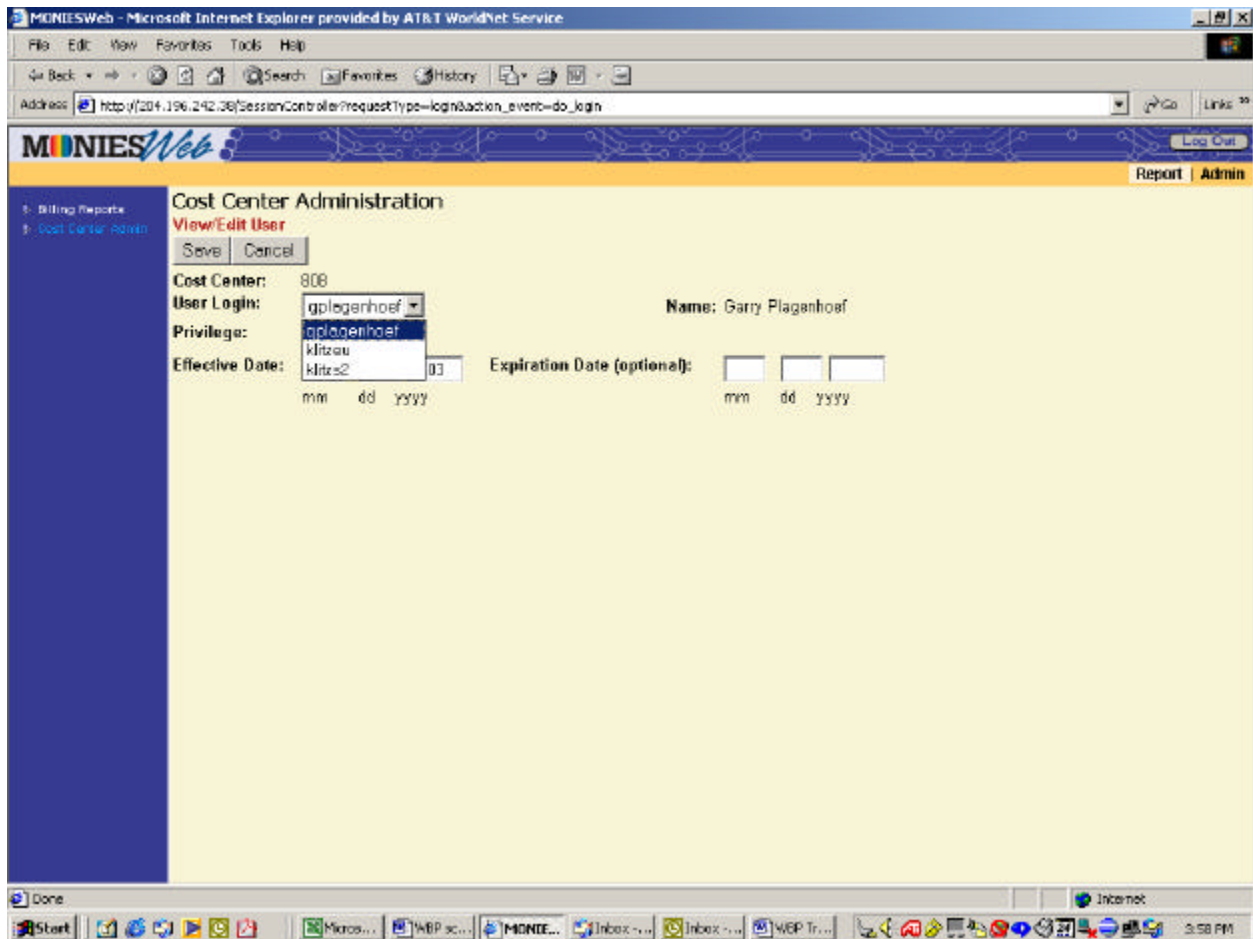 MONIESWeb - Microsoft Internet Explorer provided by AT&T WorldNet Service
File Edit View Favorites Tools Help
Back Search Favorites History
Address http://204.196.242.38/SessionController?requestType=login&action_event=do_login Go Links »
MONIESWeb Log Out
Report | Admin
Billing Reports
Cost Center Admin
Cost Center Administration
View/Edit User
Save Cancel
Cost Center: 808
User Login: gplagenhoef Name: Garry Plagenhoef
Privilege: gplagenhoef
klitzau
Effective Date: klitzs2 03 Expiration Date (optional):
mm dd yyyy mm dd yyyy
Done Internet
Start Micros... WBP sc... MONIE... Inbox -... Inbox -... WBP Tr... 3:58 PM